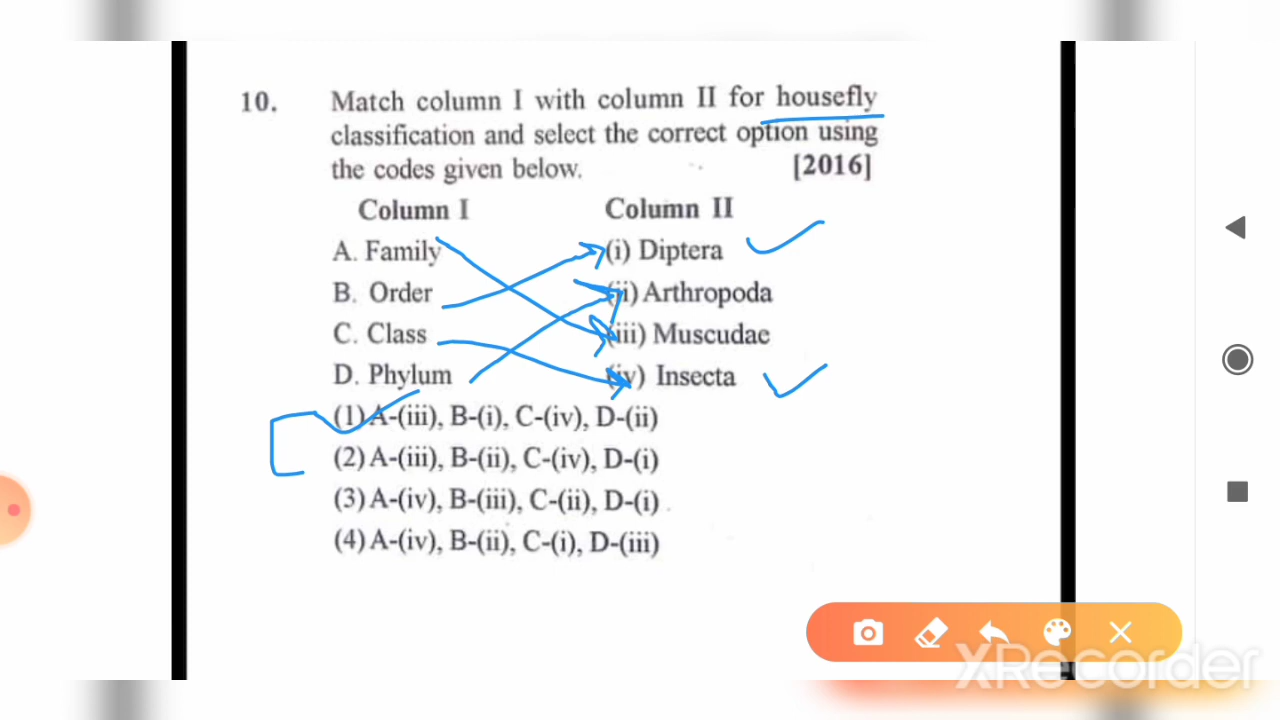 10. Match column I with column II for housefly
classification and select the correct option using
the codes given below. [2016]
Column I Column II
A. Family (i) Diptera
B. Order (ii) Arthropoda
C. Class (iii) Muscudae
D. Phylum (iv) Insecta
(1) A-(iii), B-(i), C-(iv), D-(ii)
(2) A-(iii), B-(ii), C-(iv), D-(i)
(3) A-(iv), B-(iii), C-(ii), D-(i)
(4) A-(iv), B-(ii), C-(i), D-(iii)
XRecorder